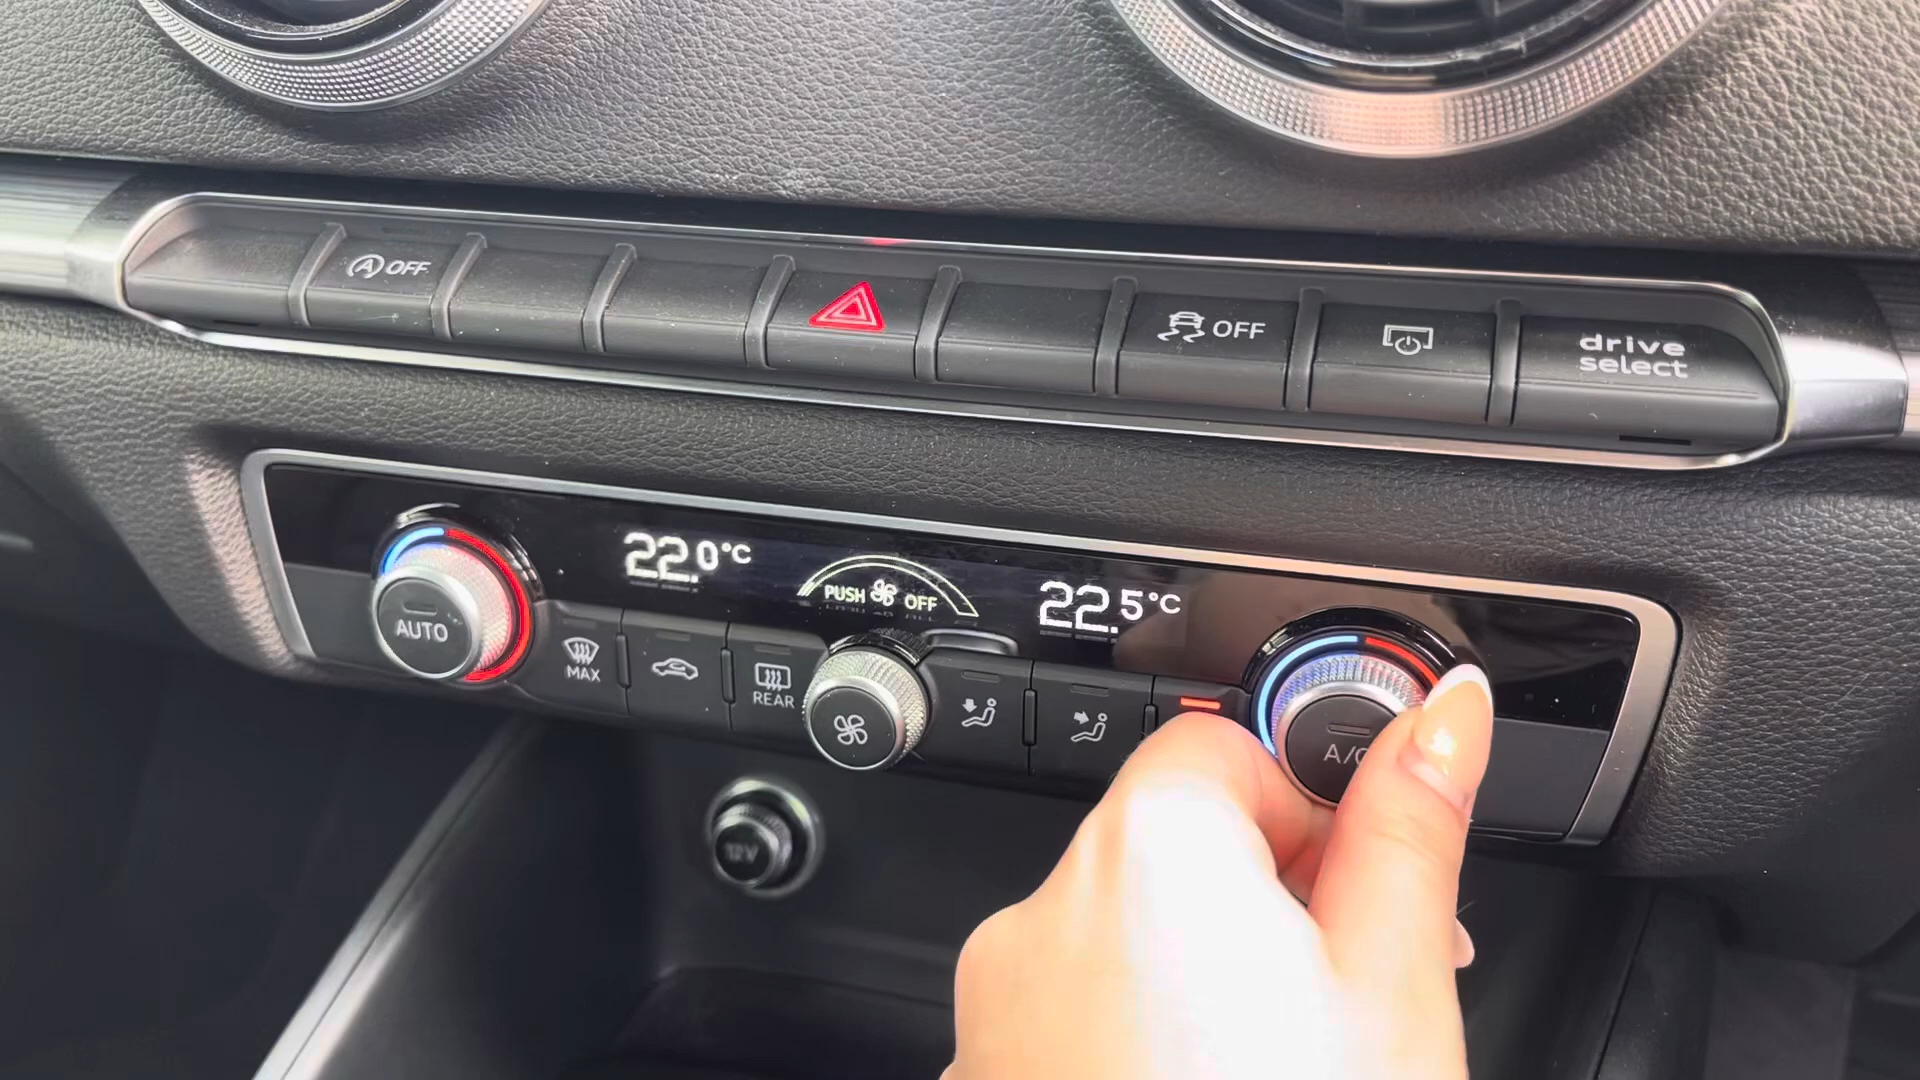 A OFF
OFF
drive
select
22.0°C
PUSH OFF
22.5°C
AUTO
MAX
REAR
A/C
12V